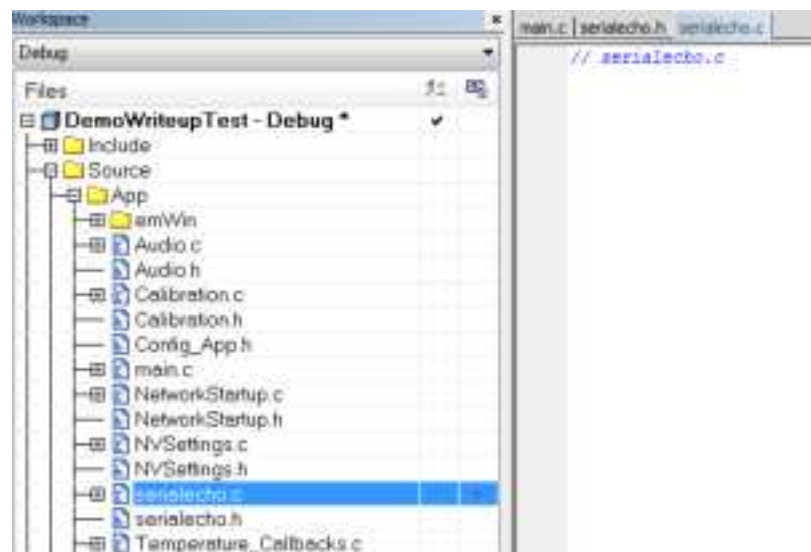 Workspace
main.c | serialecho.h serialecho.c
Debug
// serialecho.c
Files
DemoWriteupTest - Debug *
Include
Source
App
emWin
Audio.c
Audio.h
Calibration.c
Calibration.h
Config_App.h
main.c
NetworkStartup.c
NetworkStartup.h
NVSettings.c
NVSettings.h
serialecho.c
serialecho.h
Temperature_Callbacks.c